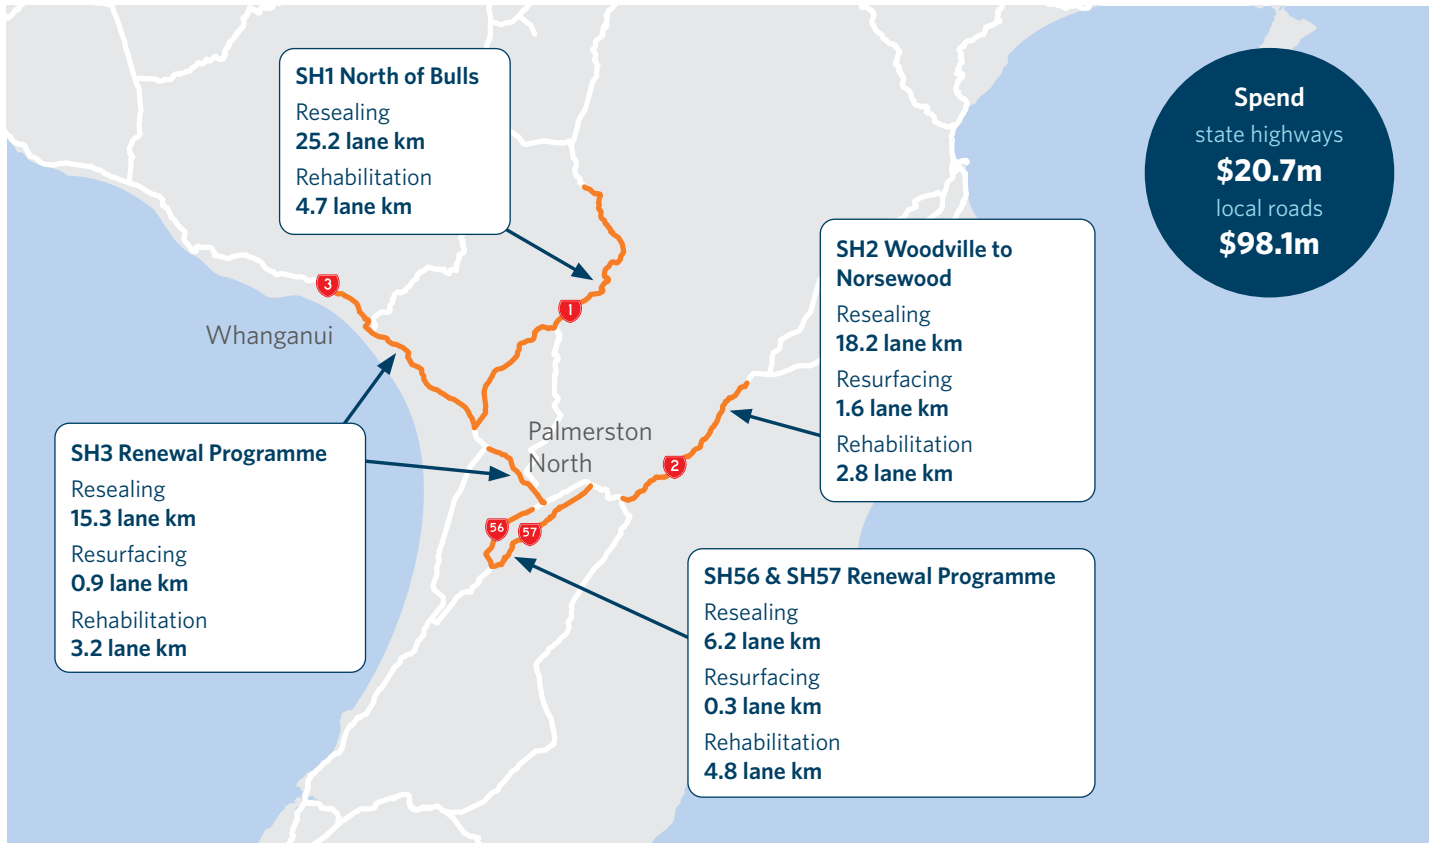 SH1 North of Bulls
Resealing
25.2 lane km
Rehabilitation
4.7 lane km
Spend
state highways
$20.7m
local roads
$98.1m
SH2 Woodville to
Norsewood
Resealing
18.2 lane km
Resurfacing
1.6 lane km
Rehabilitation
2.8 lane km
3
1
Whanganui
Palmerston
North
2
56
57
SH3 Renewal Programme
Resealing
15.3 lane km
Resurfacing
0.9 lane km
Rehabilitation
3.2 lane km
SH56 & SH57 Renewal Programme
Resealing
6.2 lane km
Resurfacing
0.3 lane km
Rehabilitation
4.8 lane km